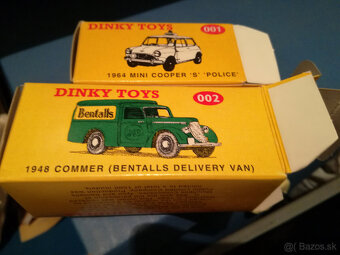 DINKY TOYS
001
1964 MINI COOPER 'S' 'POLICE'
DINKY TOYS
002
Bentalls
1948 COMMER (BENTALLS DELIVERY VAN)
Bazos.sk